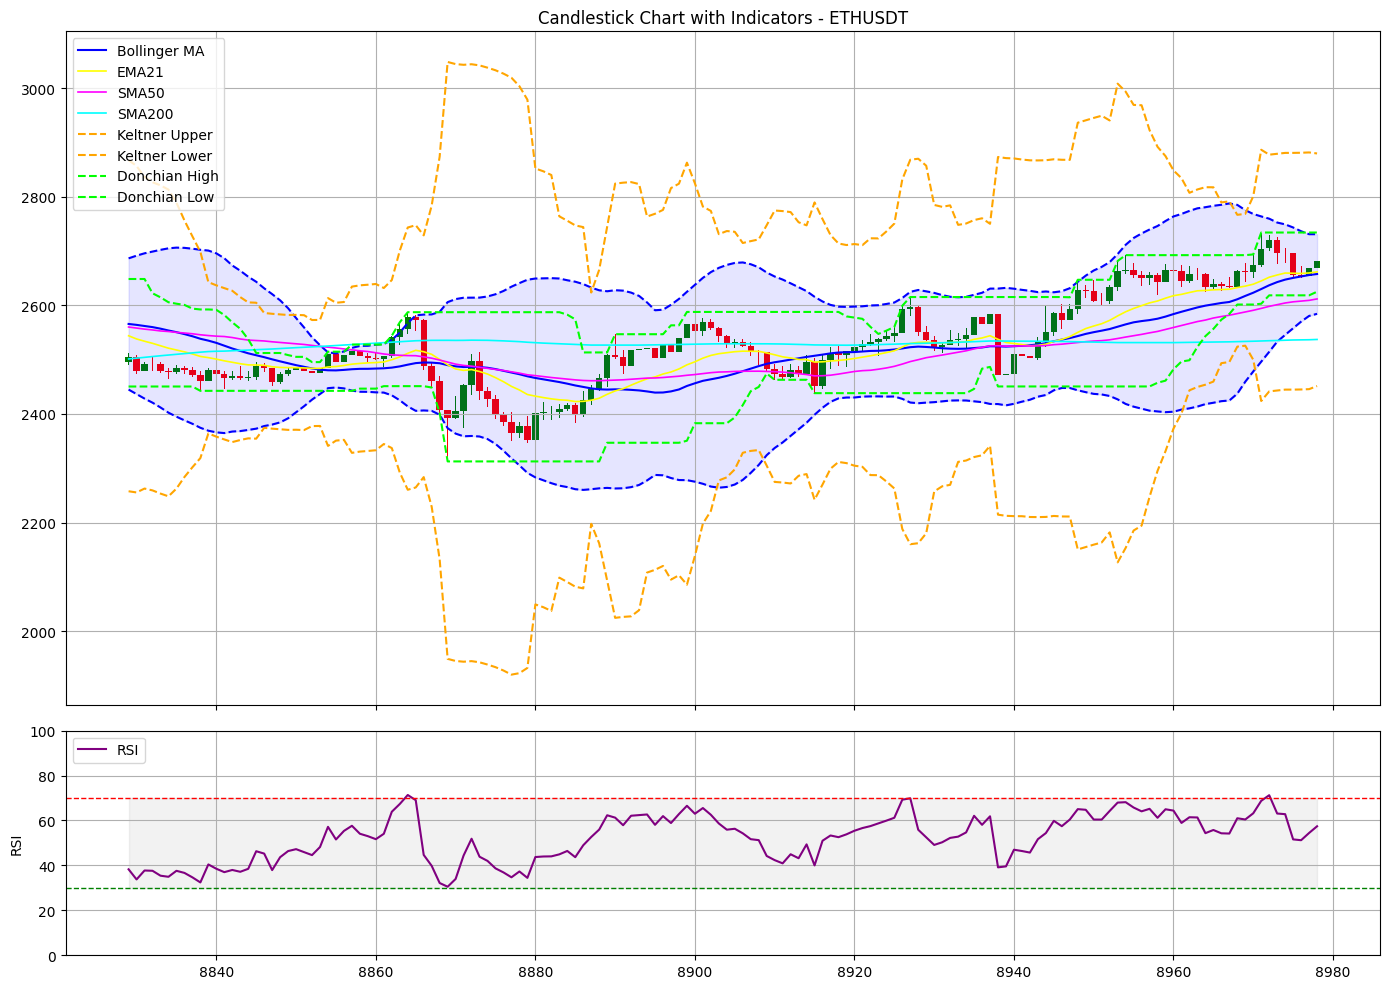 Candlestick Chart with Indicators - ETHUSDT
Bollinger MA
EMA21
SMA50
SMA200
Keltner Upper
Keltner Lower
Donchian High
Donchian Low
3000
2800
2600
2400
2200
2000
RSI
100
80
60
40
20
0
RSI
8840 8860 8880 8900 8920 8940 8960 8980